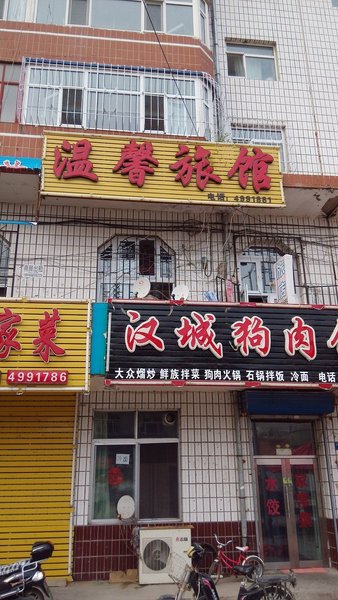 温馨旅馆
电话：4991881
家菜
4991786
汉城狗肉
大众熘炒 鲜族拌菜 狗肉火锅 石锅拌饭 冷面 电话
水饺